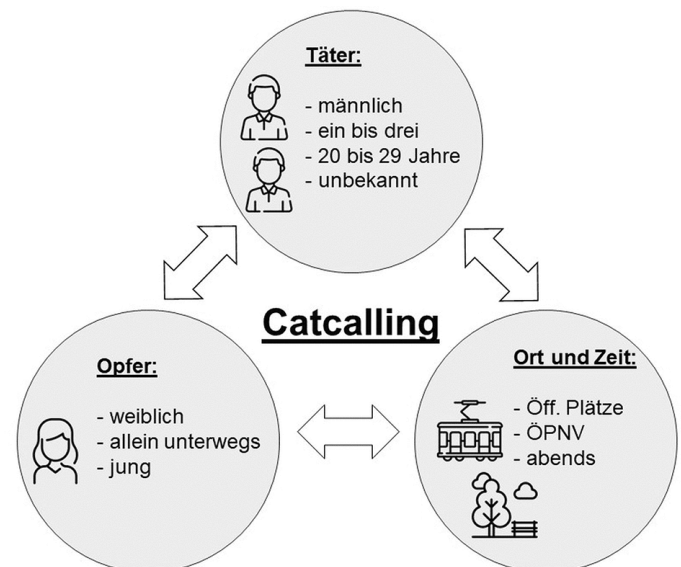 Täter:
- männlich
- ein bis drei
- 20 bis 29 Jahre
- unbekannt
Catcalling
Opfer:
- weiblich
- allein unterwegs
- jung
Ort und Zeit:
- Öff. Plätze
- ÖPNV
- abends